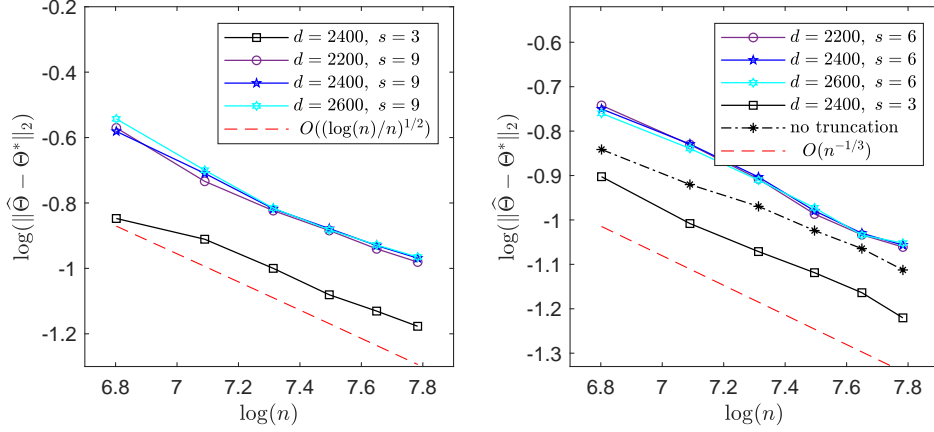 -0.2
-0.4
-0.6
-0.8
-1
-1.2
6.8 7 7.2 7.4 7.6 7.8
log(n)
log(||Θ̂ − Θ*||₂)
d = 2400, s = 3
d = 2200, s = 9
d = 2400, s = 9
d = 2600, s = 9
O((log(n)/n)^{1/2})
-0.6
-0.7
-0.8
-0.9
-1
-1.1
-1.2
-1.3
6.8 7 7.2 7.4 7.6 7.8
log(n)
log(||Θ̂ − Θ*||₂)
d = 2200, s = 6
d = 2400, s = 6
d = 2600, s = 6
d = 2400, s = 3
no truncation
O(n^{−1/3})